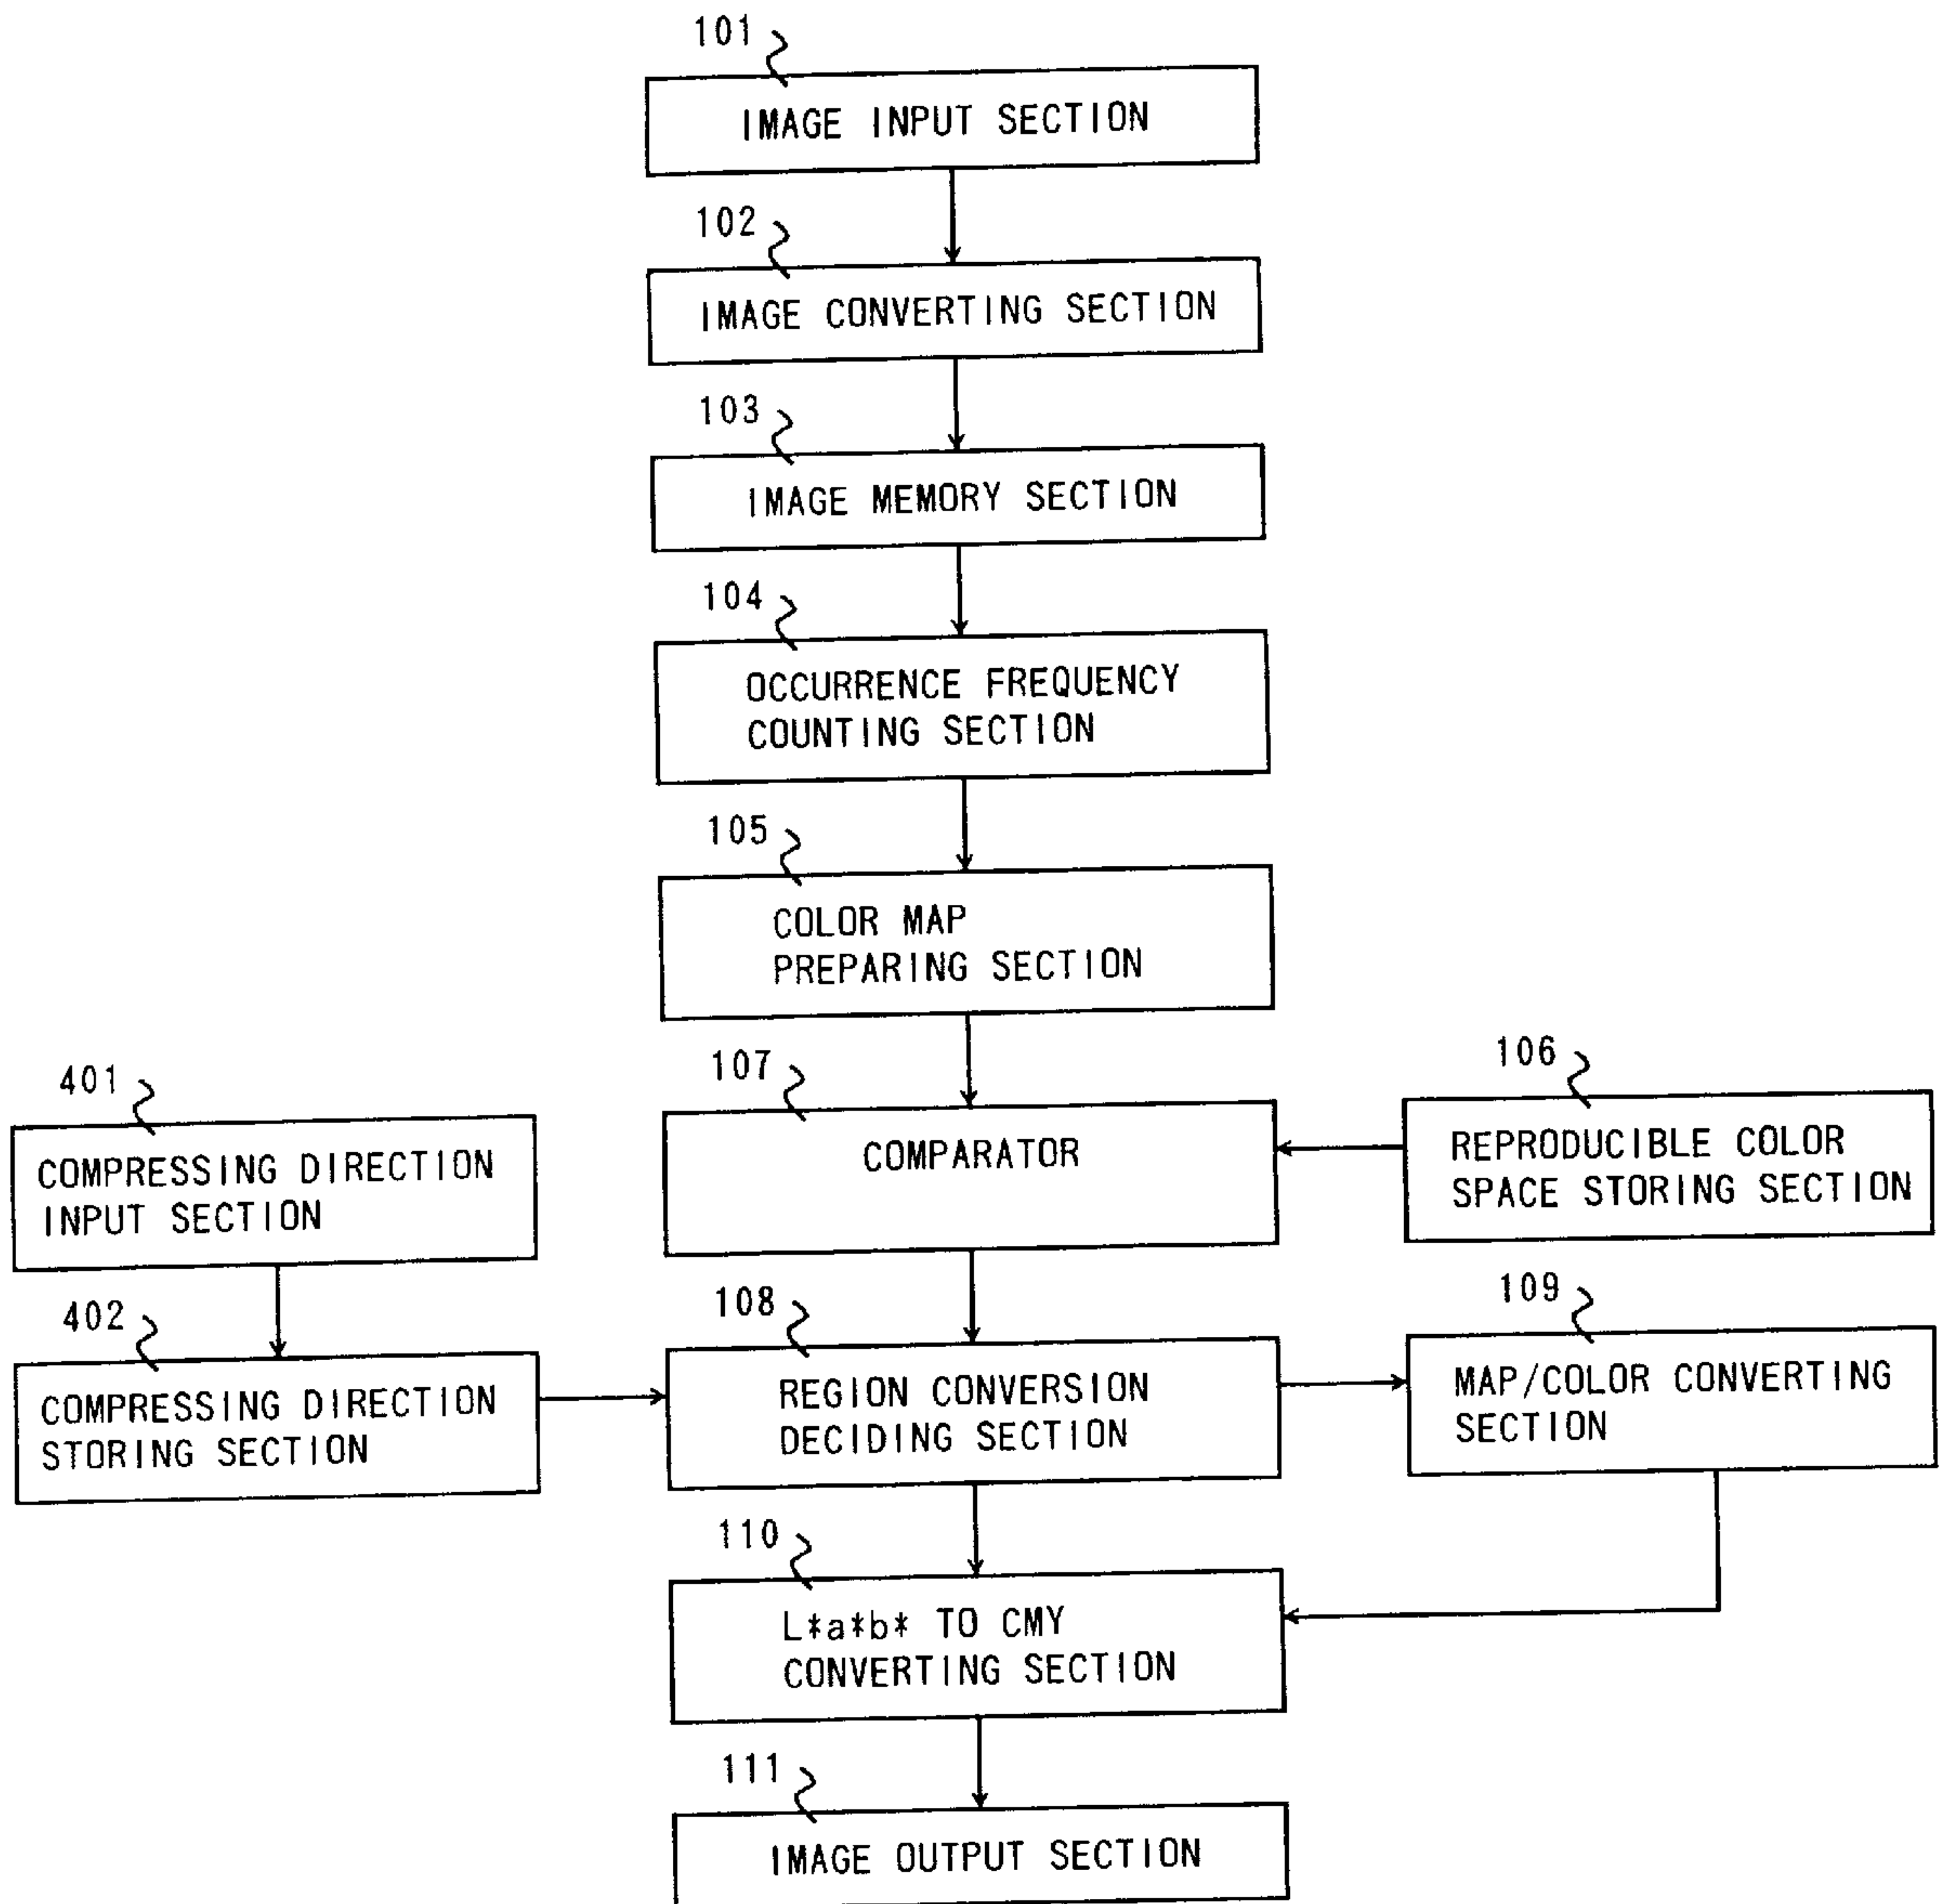 101
IMAGE INPUT SECTION
102
IMAGE CONVERTING SECTION
103
IMAGE MEMORY SECTION
104
OCCURRENCE FREQUENCY
COUNTING SECTION
105
COLOR MAP
PREPARING SECTION
401
COMPRESSING DIRECTION
INPUT SECTION
107
COMPARATOR
106
REPRODUCIBLE COLOR
SPACE STORING SECTION
402
COMPRESSING DIRECTION
STORING SECTION
108
REGION CONVERSION
DECIDING SECTION
109
MAP/COLOR CONVERTING
SECTION
110
L*a*b* TO CMY
CONVERTING SECTION
111
IMAGE OUTPUT SECTION